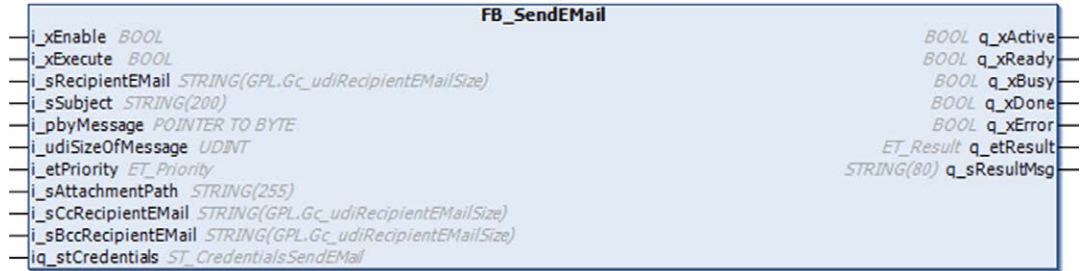 FB_SendEMail
i_xEnable BOOL BOOL q_xActive
i_xExecute BOOL BOOL q_xReady
i_sRecipientEMail STRING(GPL.Gc_udiRecipientEMailSize) BOOL q_xBusy
i_sSubject STRING(200) BOOL q_xDone
i_pbyMessage POINTER TO BYTE BOOL q_xError
i_udiSizeOfMessage UDINT ET_Result q_etResult
i_etPriority ET_Priority STRING(80) q_sResultMsg
i_sAttachmentPath STRING(255)
i_sCcRecipientEMail STRING(GPL.Gc_udiRecipientEMailSize)
i_sBccRecipientEMail STRING(GPL.Gc_udiRecipientEMailSize)
iq_stCredentials ST_CredentialsSendEMail